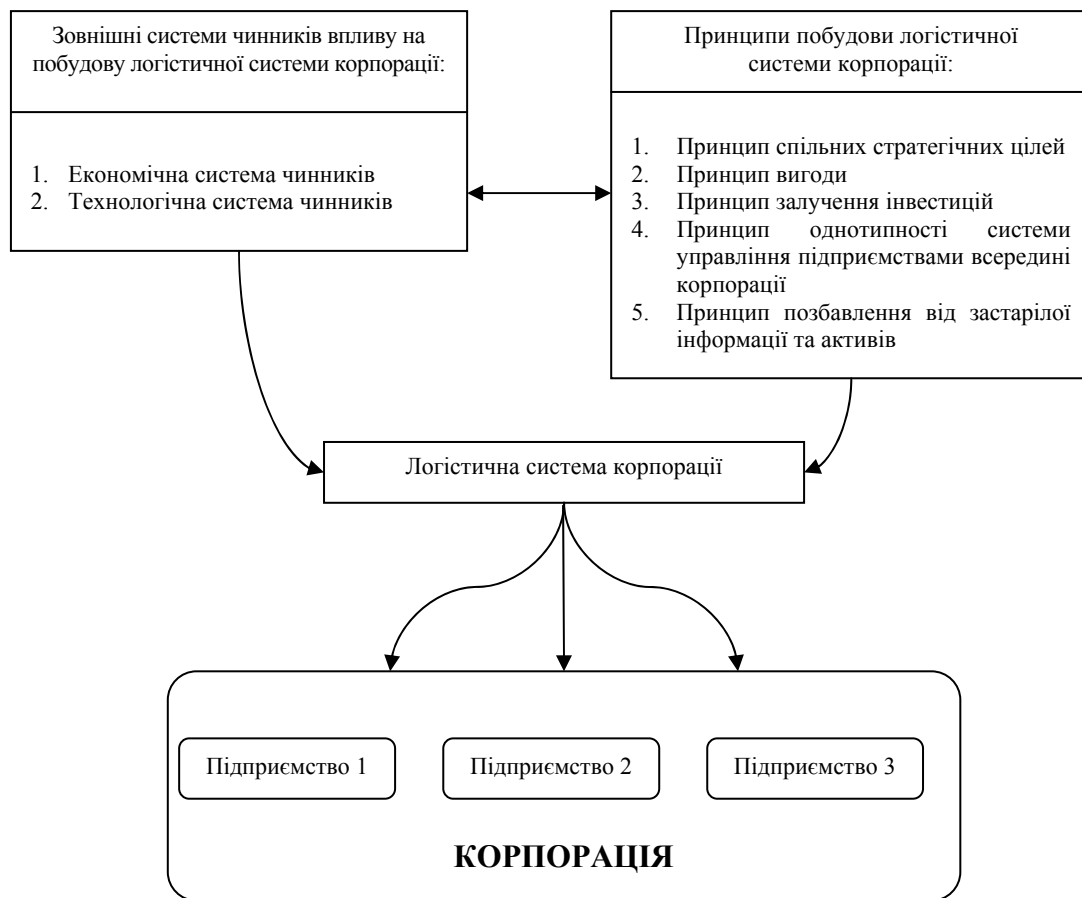 Зовнішні системи чинників впливу на
побудову логістичної системи корпорації:
1. Економічна система чинників
2. Технологічна система чинників
Принципи побудови логістичної
системи корпорації:
1. Принцип спільних стратегічних цілей
2. Принцип вигоди
3. Принцип залучення інвестицій
4. Принцип однотипності системи
управління підприємствами всередині
корпорації
5. Принцип позбавлення від застарілої
інформації та активів
Логістична система корпорації
Підприємство 1
Підприємство 2
Підприємство 3
КОРПОРАЦІЯ